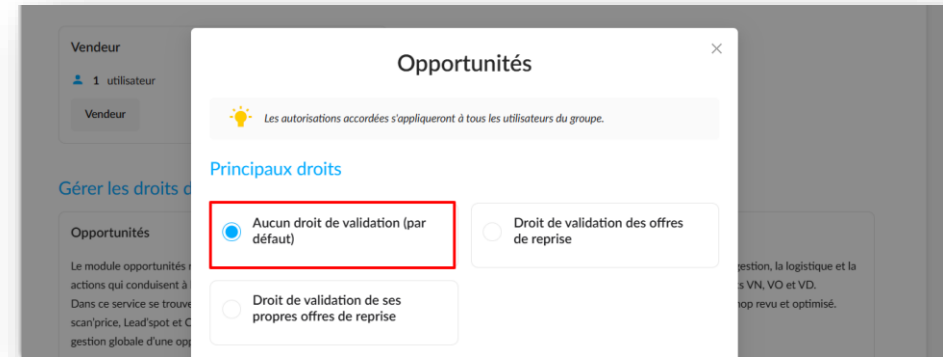 Vendeur
1 utilisateur
Vendeur
Opportunités
Les autorisations accordées s'appliqueront à tous les utilisateurs du groupe.
Principaux droits
Gérer les droits d
Aucun droit de validation (par
défaut)
Droit de validation des offres
de reprise
Droit de validation de ses
propres offres de reprise
Opportunités
Le module opportunités
actions qui conduisent à
Dans ce service se trouve
scan'price, Lead'spot et
gestion globale d'une opp
gestion, la logistique et la
s VN, VO et VD.
op revu et optimisé.